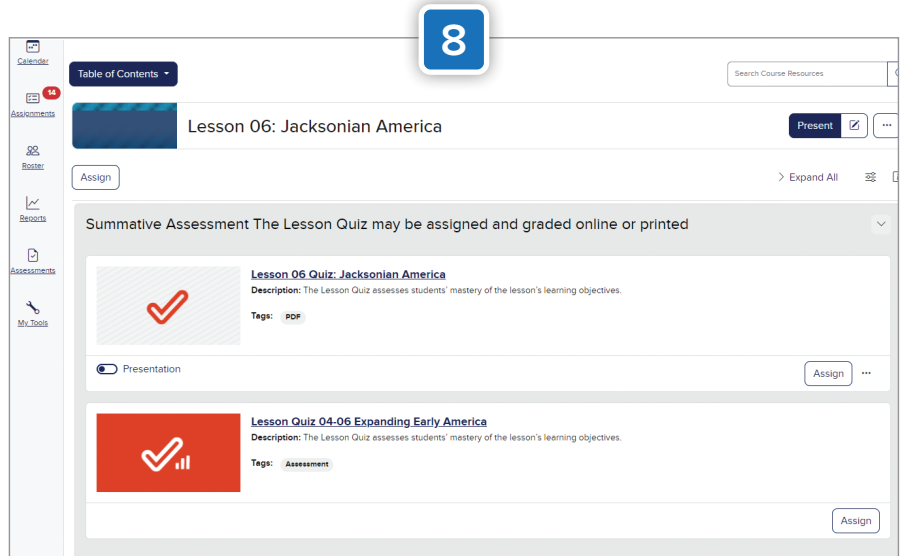 8
Calendar
Table of Contents
Search Course Resources
14
Assignments
Lesson 06: Jacksonian America
Present
Roster
Assign
Expand All
Reports
Summative Assessment The Lesson Quiz may be assigned and graded online or printed
Assessments
Lesson 06 Quiz: Jacksonian America
Description: The Lesson Quiz assesses students' mastery of the lesson's learning objectives.
Tags: PDF
My Tools
Presentation
Assign
Lesson Quiz 04-06 Expanding Early America
Description: The Lesson Quiz assesses students' mastery of the lesson's learning objectives.
Tags: Assessment
Assign